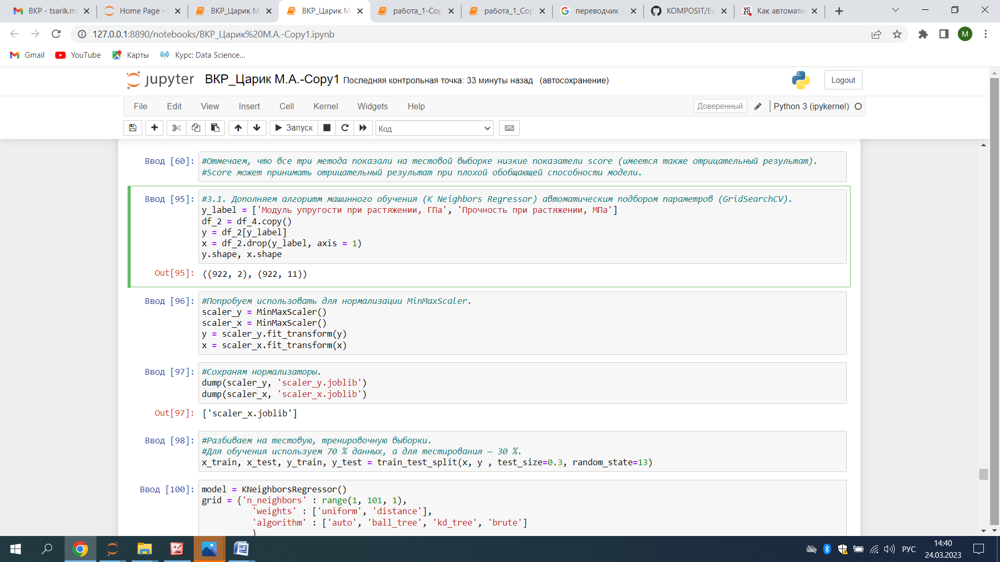 ВКР - tsarik.ma
Home Page - S
ВКР_Царик М
ВКР_Царик М
работа_1-Cop
работа_1_Cop
переводчик -
KOMPOSIT/Ev
Как автомати
127.0.0.1:8890/notebooks/ВКР_Царик%20М.А.-Copy1.ipynb
M
Gmail
YouTube
Карты
Курс: Data Science...
jupyter
ВКР_Царик М.А.-Copy1
Последняя контрольная точка: 33 минуты назад (автосохранение)
Logout
File Edit View Insert Cell Kernel Widgets Help
Доверенный
Python 3 (ipykernel)
Запуск
Код
Ввод [60]:
#Отмечаем, что все три метода показали на тестовой выборке низкие показатели score (имеется также отрицательный результат).
#Score может принимать отрицательный результат при плохой обобщающей способности модели.
Ввод [95]:
#3.1. Дополняем алгоритм машинного обучения (K Neighbors Regressor) автоматическим подбором параметров (GridSearchCV).
y_label = ['Модуль упругости при растяжении, ГПа', 'Прочность при растяжении, МПа']
df_2 = df_4.copy()
y = df_2[y_label]
x = df_2.drop(y_label, axis = 1)
y.shape, x.shape
Out[95]:
((922, 2), (922, 11))
Ввод [96]:
#Попробуем использовать для нормализации MinMaxScaler.
scaler_y = MinMaxScaler()
scaler_x = MinMaxScaler()
y = scaler_y.fit_transform(y)
x = scaler_x.fit_transform(x)
Ввод [97]:
#Сохраням нормализаторы.
dump(scaler_y, 'scaler_y.joblib')
dump(scaler_x, 'scaler_x.joblib')
Out[97]:
['scaler_x.joblib']
Ввод [98]:
#Разбиваем на тестовую, тренировочную выборки.
#Для обучения используем 70 % данных, а для тестирования — 30 %.
x_train, x_test, y_train, y_test = train_test_split(x, y , test_size=0.3, random_state=13)
Ввод [100]:
model = KNeighborsRegressor()
grid = {'n_neighbors' : range(1, 101, 1),
'weights' : ['uniform', 'distance'],
'algorithm' : ['auto', 'ball_tree', 'kd_tree', 'brute']
}
РУС
14:40
24.03.2023